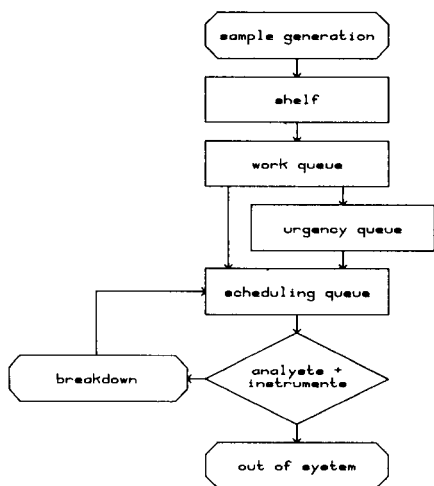 sample generation
shelf
work queue
urgency queue
scheduling queue
analysts +
instruments
breakdown
out of system